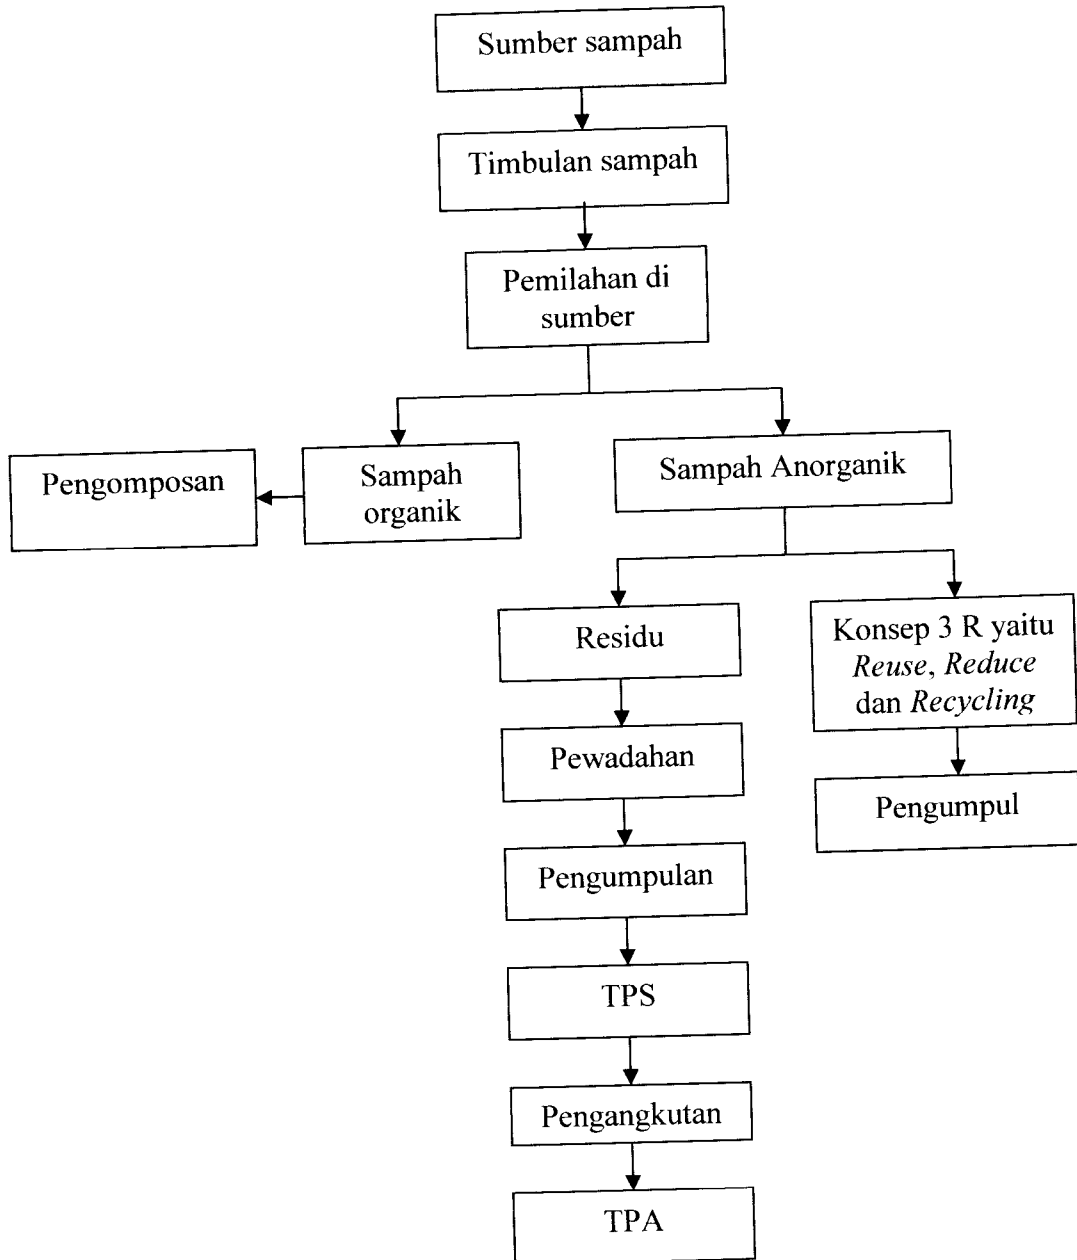 Sumber sampah
Timbulan sampah
Pemilahan di
sumber
Pengomposan
Sampah
organik
Sampah Anorganik
Residu
Konsep 3 R yaitu
Reuse, Reduce
dan Recycling
Pewadahan
Pengumpul
Pengumpulan
TPS
Pengangkutan
TPA